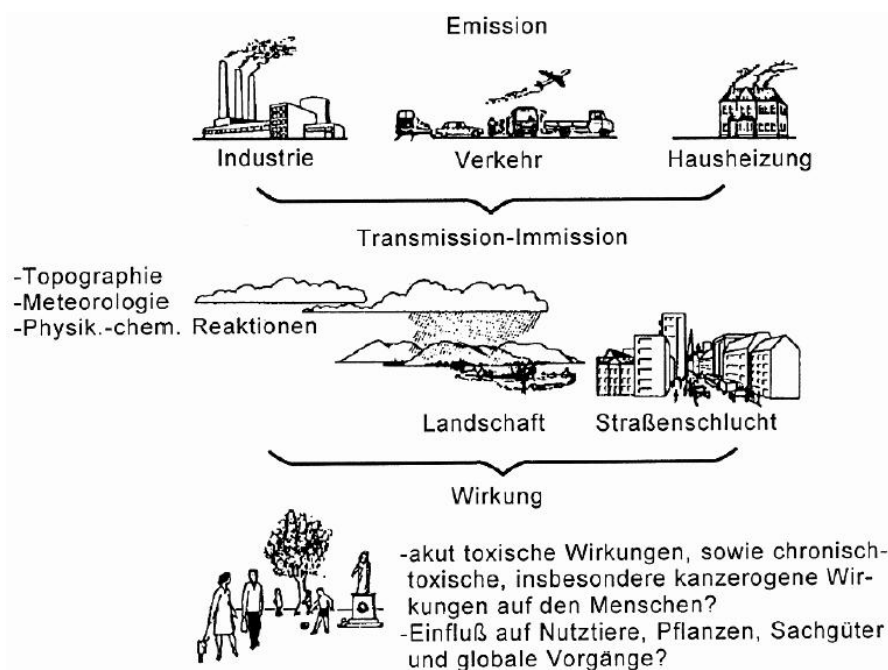 Emission
Industrie
Verkehr
Hausheizung
Transmission-Immission
-Topographie
-Meteorologie
-Physik.-chem. Reaktionen
Landschaft
Straßenschlucht
Wirkung
-akut toxische Wirkungen, sowie chronisch-
toxische, insbesondere kanzerogene Wir-
kungen auf den Menschen?
-Einfluß auf Nutztiere, Pflanzen, Sachgüter
und globale Vorgänge?